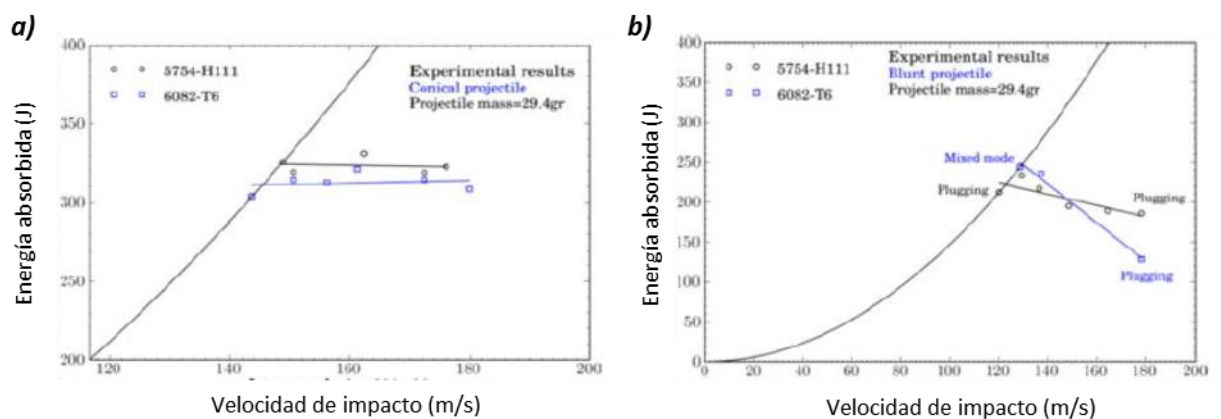 a)
400
350
300
250
200
120
140
160
180
200
5754-H111
6082-T6
Experimental results
Conical projectile
Projectile mass=29.4gr
Energía absorbida (J)
Velocidad de impacto (m/s)
b)
400
350
300
250
200
150
100
50
0
0
20
40
60
80
100
120
140
160
180
200
5754-H111
6082-T6
Experimental results
Blunt projectile
Projectile mass=29.4gr
Mixed mode
Plugging
Plugging
Plugging
Energía absorbida (J)
Velocidad de impacto (m/s)